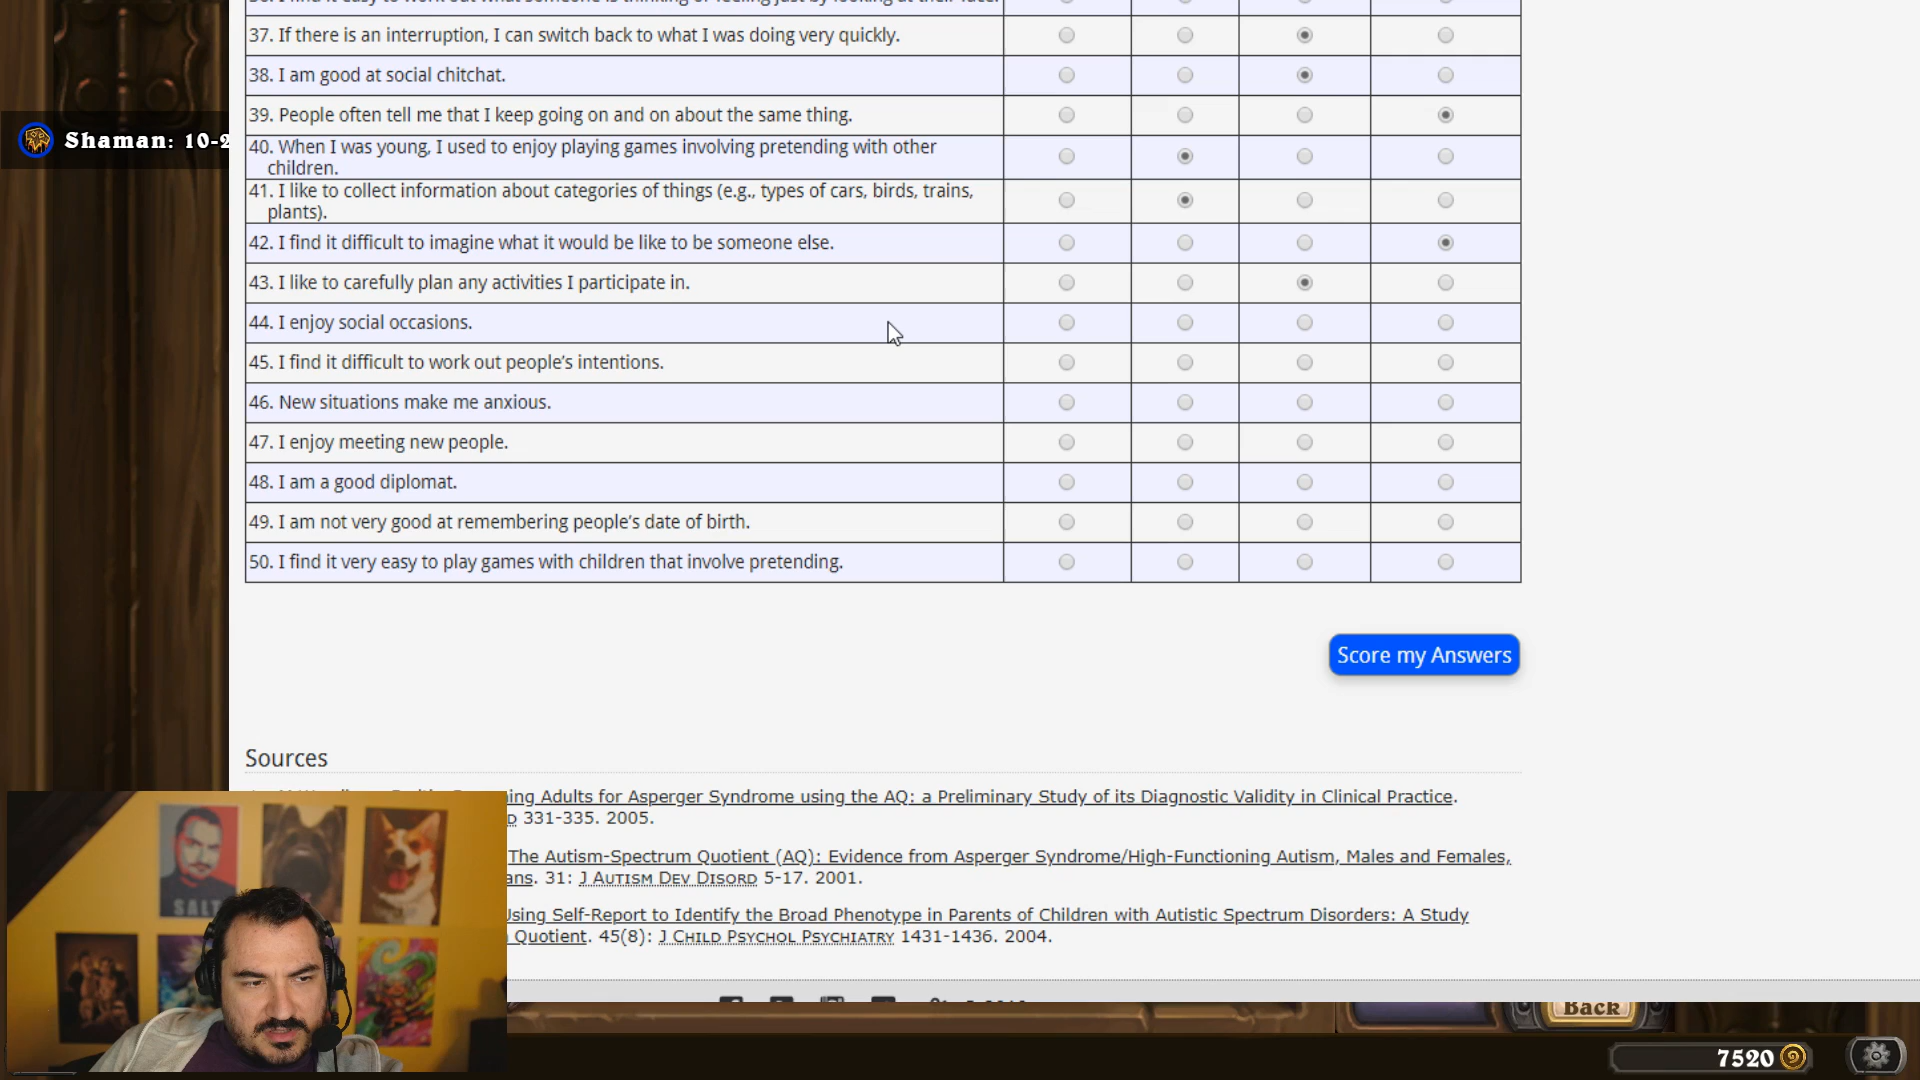 37. If there is an interruption, I can switch back to what I was doing very quickly.
38. I am good at social chitchat.
39. People often tell me that I keep going on and on about the same thing.
Shaman: 10-2
40. When I was young, I used to enjoy playing games involving pretending with other
children.
41. I like to collect information about categories of things (e.g., types of cars, birds, trains,
plants).
42. I find it difficult to imagine what it would be like to be someone else.
43. I like to carefully plan any activities I participate in.
44. I enjoy social occasions.
45. I find it difficult to work out people's intentions.
46. New situations make me anxious.
47. I enjoy meeting new people.
48. I am a good diplomat.
49. I am not very good at remembering people's date of birth.
50. I find it very easy to play games with children that involve pretending.
Score my Answers
Sources
Adults for Asperger Syndrome using the AQ: a Preliminary Study of its Diagnostic Validity in Clinical Practice.
331-335. 2005.
The Autism-Spectrum Quotient (AQ): Evidence from Asperger Syndrome/High-Functioning Autism, Males and Females,
31: J AUTISM DEV DISORD 5-17. 2001.
Using Self-Report to Identify the Broad Phenotype in Parents of Children with Autistic Spectrum Disorders: A Study
Quotient. 45(8): J CHILD PSYCHOL PSYCHIATRY 1431-1436. 2004.
SALT
Back
7520